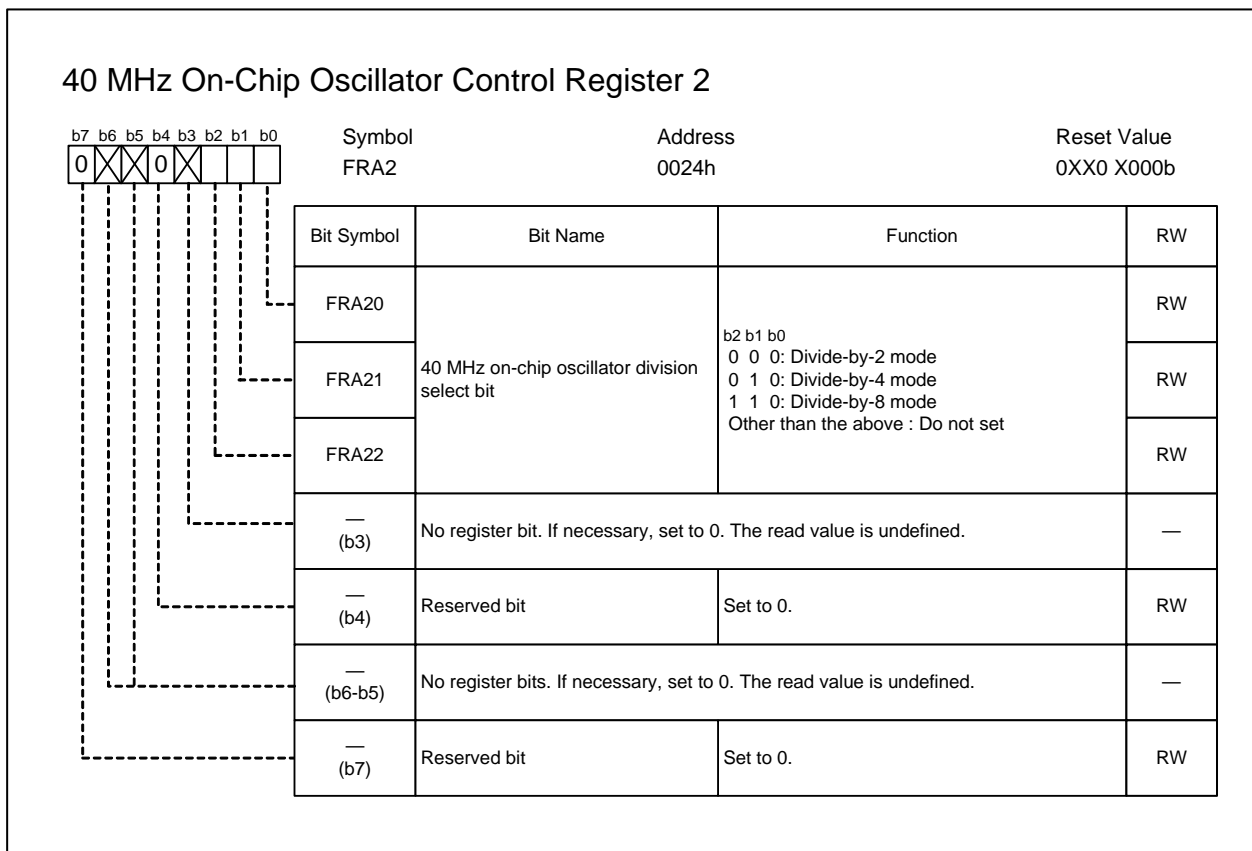 40 MHz On-Chip Oscillator Control Register 2
b7 b6 b5 b4 b3 b2 b1 b0
0 X X 0 X
Symbol Address Reset Value
FRA2 0024h 0XX0 X000b
Bit Symbol Bit Name Function RW
FRA20 RW
FRA21 RW
FRA22 RW
40 MHz on-chip oscillator division
select bit
b2 b1 b0
0 0 0: Divide-by-2 mode
0 1 0: Divide-by-4 mode
1 1 0: Divide-by-8 mode
Other than the above : Do not set
—
(b3) No register bit. If necessary, set to 0. The read value is undefined. —
—
(b4) Reserved bit Set to 0. RW
—
(b6-b5) No register bits. If necessary, set to 0. The read value is undefined. —
—
(b7) Reserved bit Set to 0. RW